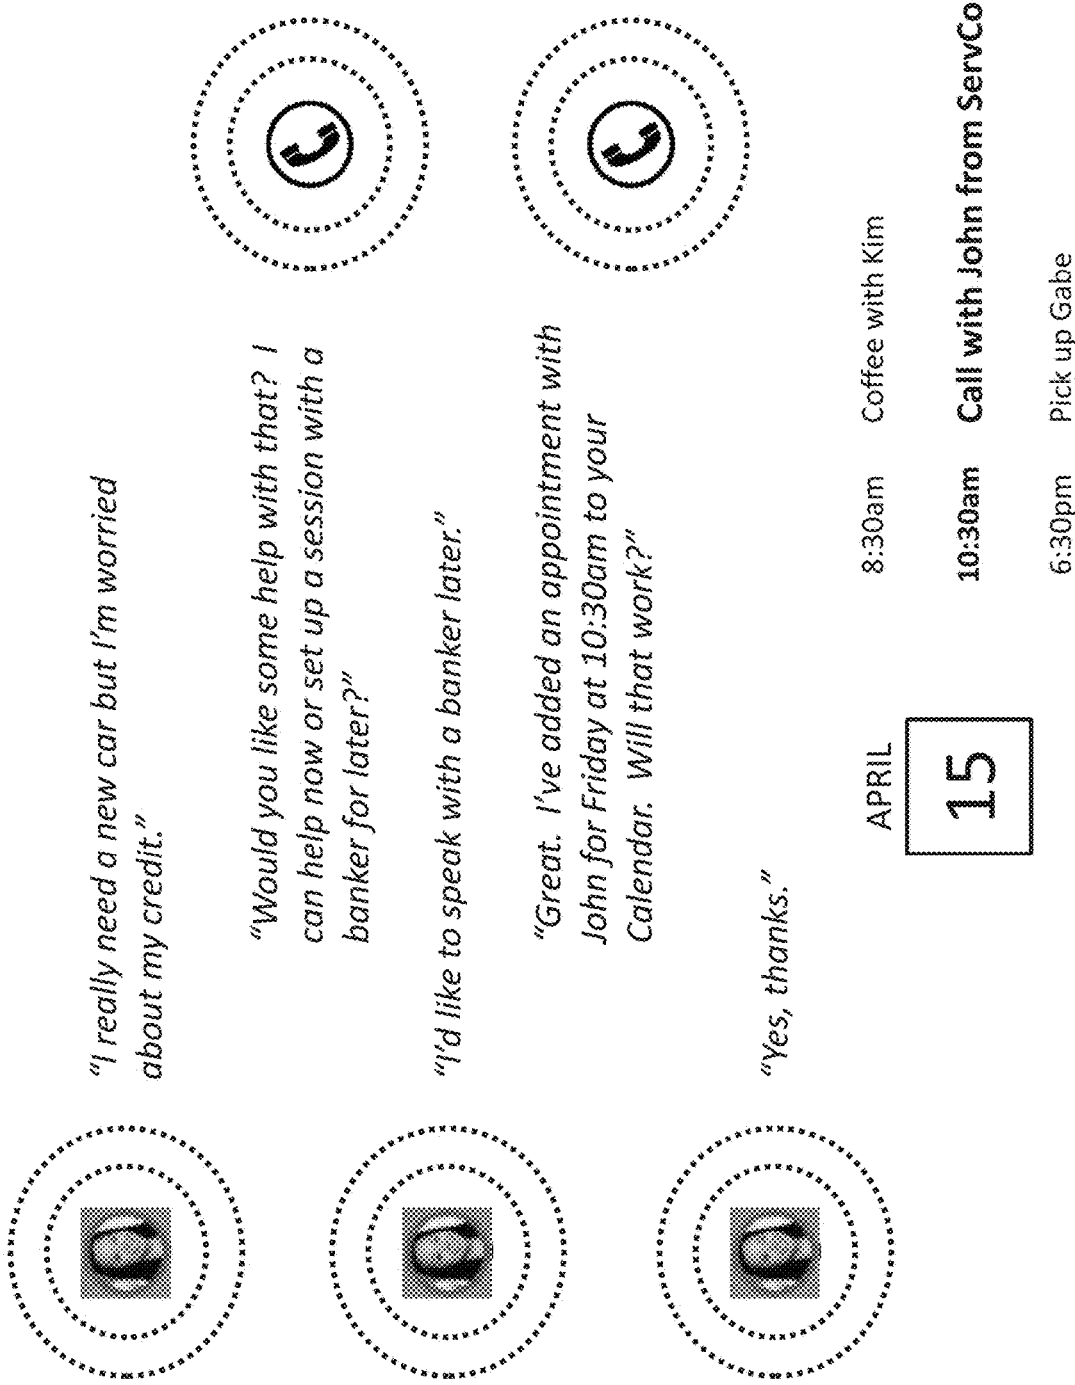 “I really need a new car but I’m worried
about my credit.”
“Would you like some help with that?  I
can help now or set up a session with a
banker for later?”
“I’d like to speak with a banker later.”
“Great.  I’ve added an appointment with
John for Friday at 10:30am to your
Calendar.  Will that work?”
“Yes, thanks.”
APRIL
15
8:30am Coffee with Kim
10:30am Call with John from ServCo
6:30pm Pick up Gabe